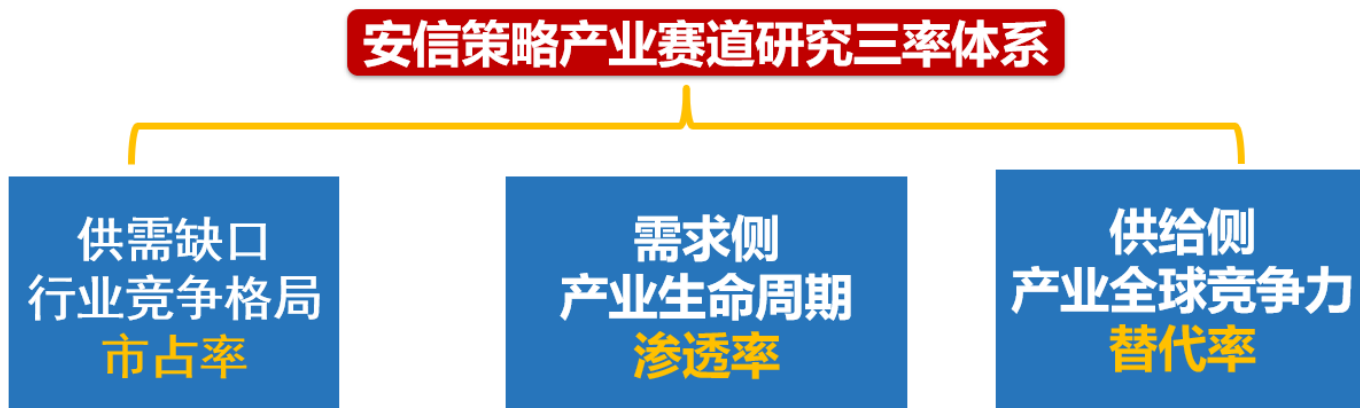 安信策略产业赛道研究三率体系
供需缺口
行业竞争格局
市占率
需求侧
产业生命周期
渗透率
供给侧
产业全球竞争力
替代率